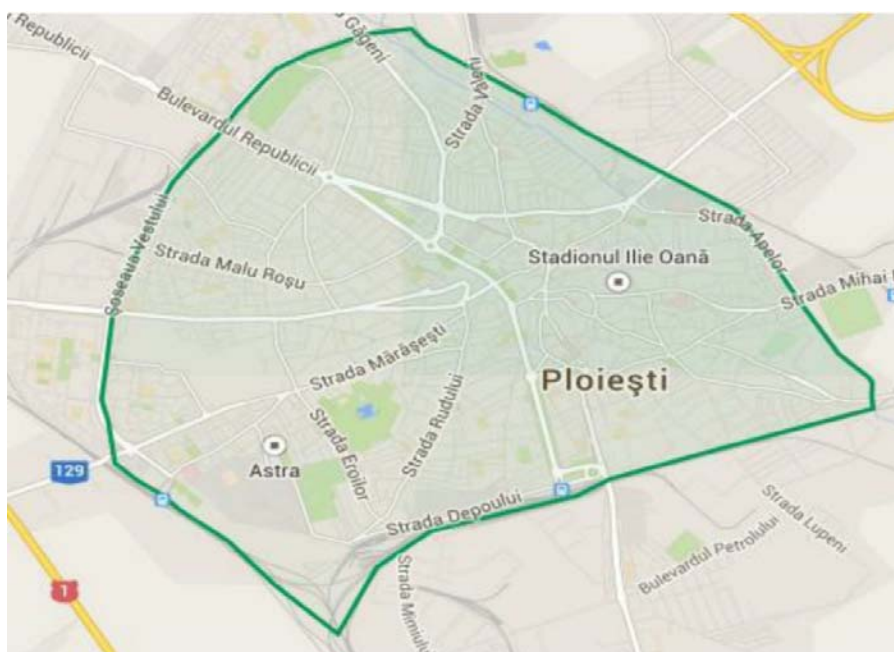 Republicii
Găgeni
Strada Văleni
Bulevardul Republicii
Șoseaua Vestului
Strada Apelor
Strada Malu Roșu
Stadionul Ilie Oană
Strada Mihai
Strada Mărășești
Ploiești
Strada Rudului
Strada Eroilor
Astra
129
Strada Depoului
Strada Lupeni
Bulevardul Petrolului
1
Strada Mimiului